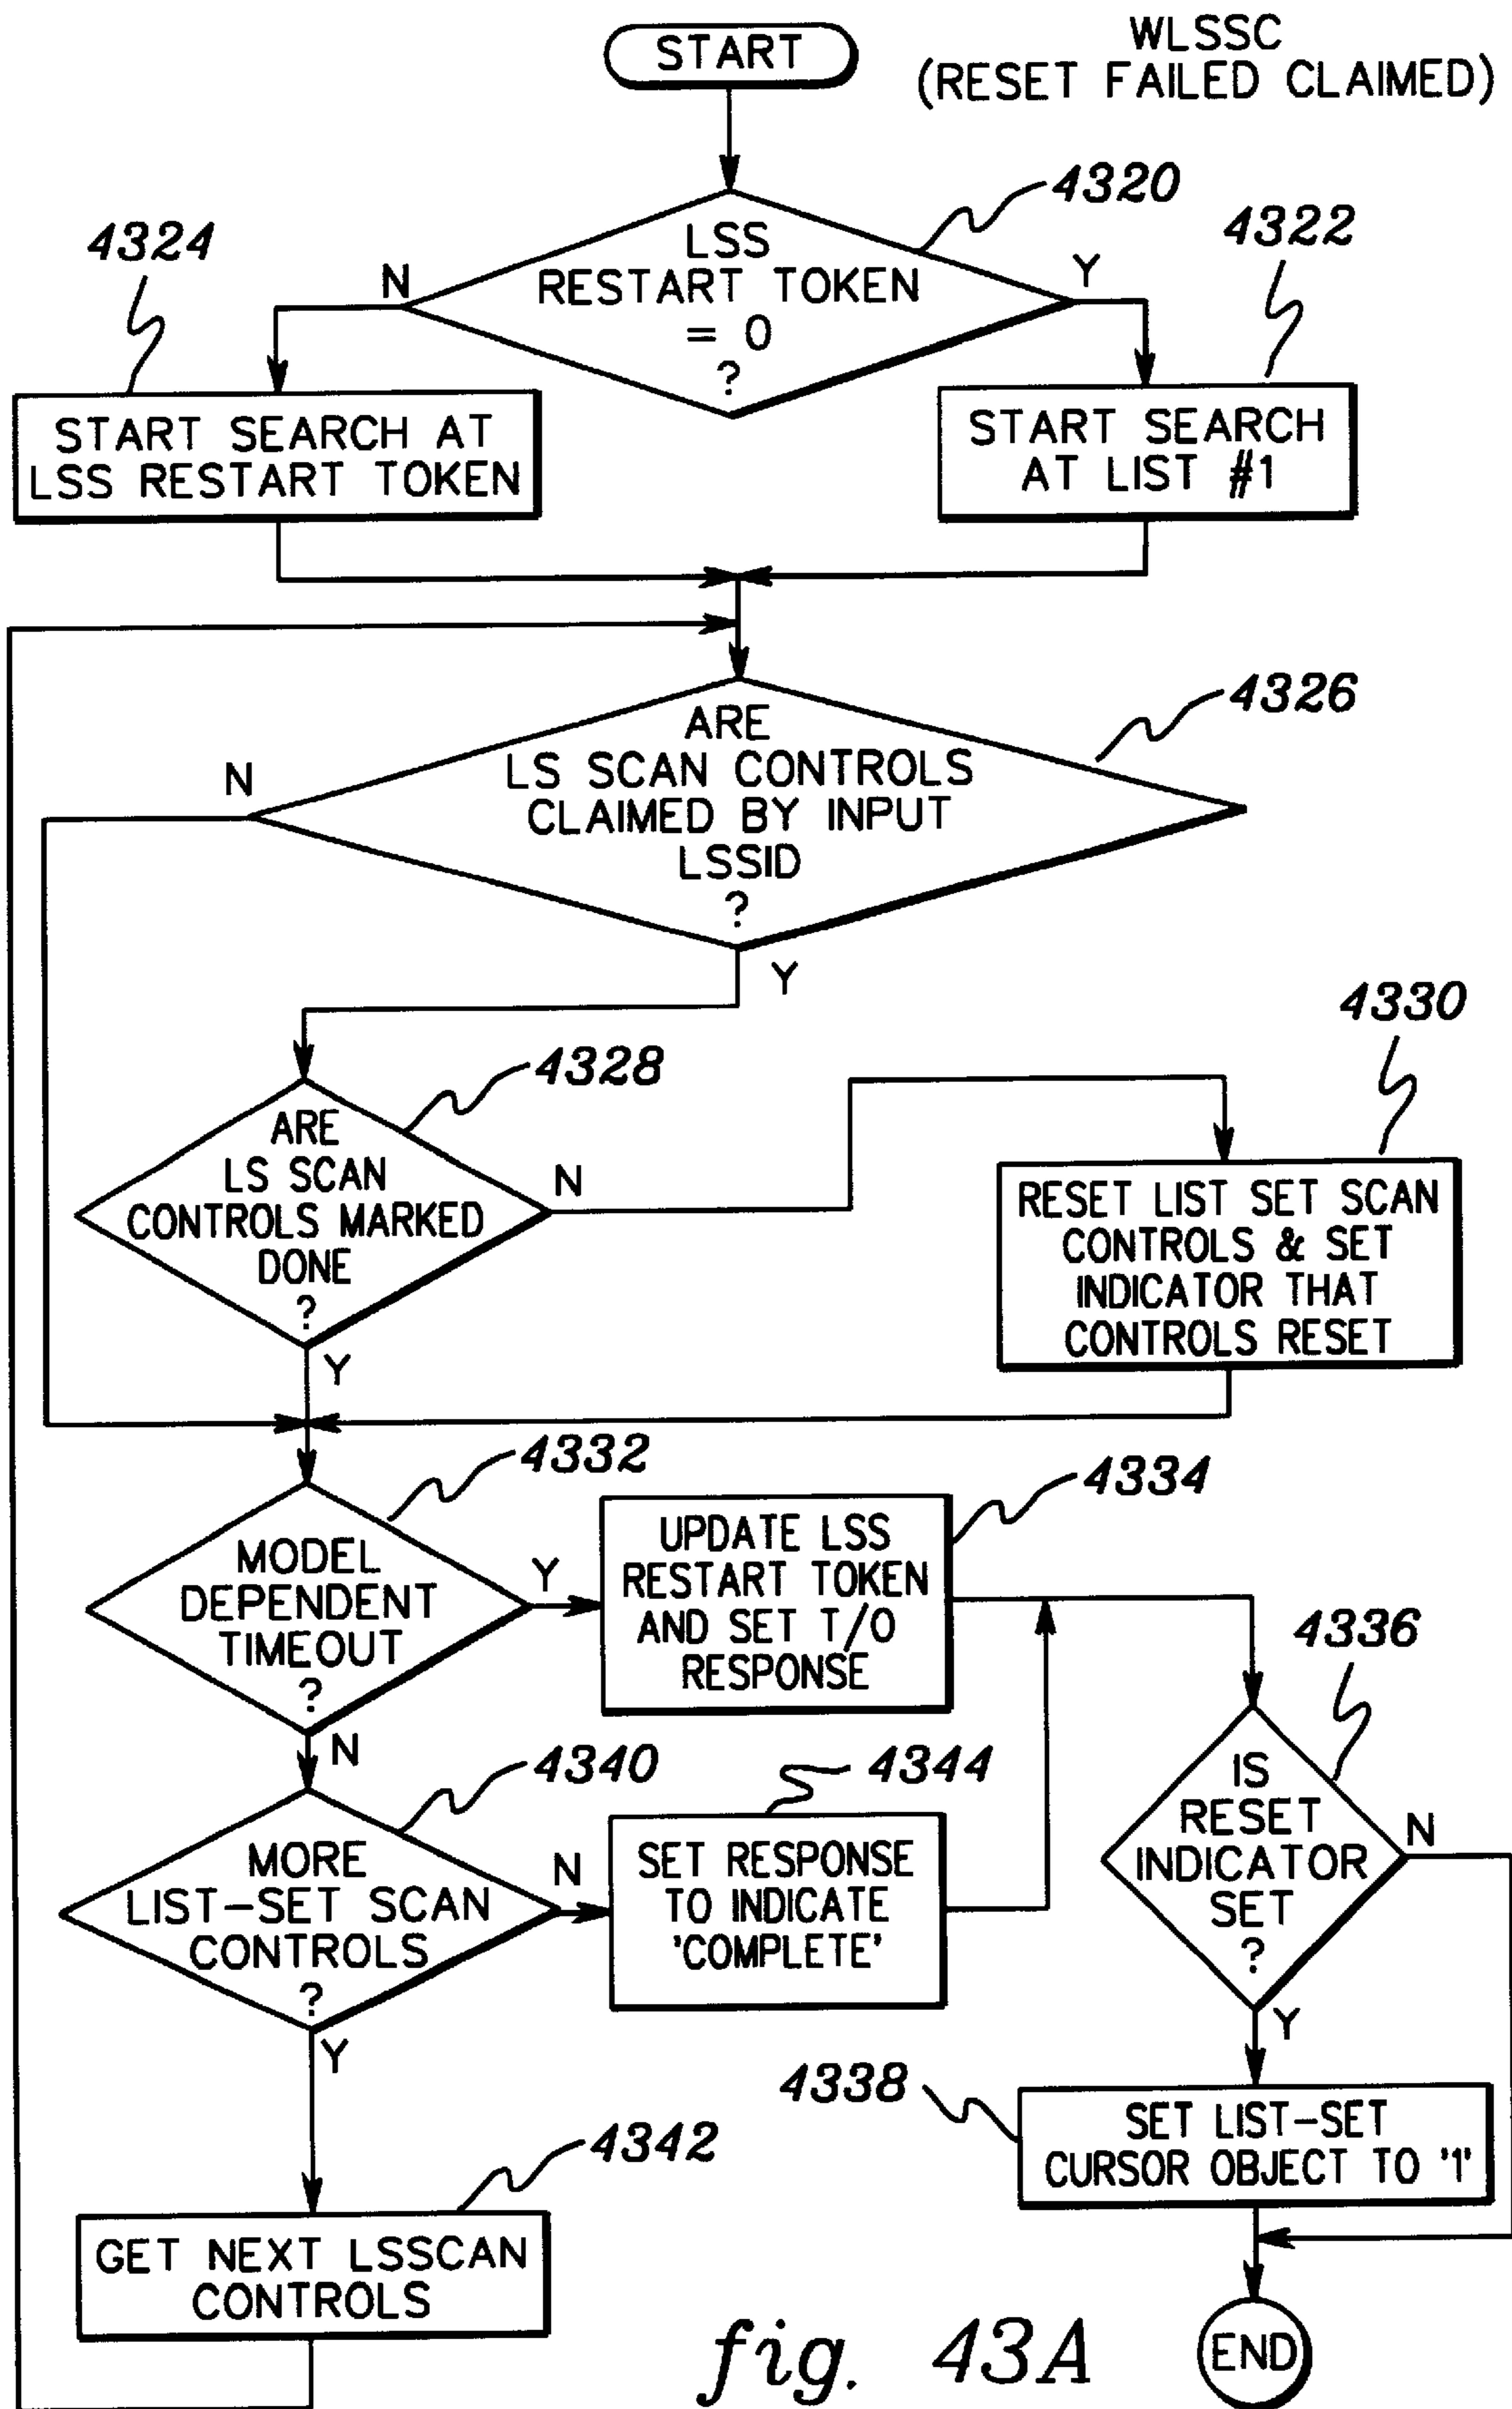 START
WLSSC
(RESET FAILED CLAIMED)
4320
4324
4322
LSS
RESTART TOKEN
= 0
?
N
Y
START SEARCH AT
LSS RESTART TOKEN
START SEARCH
AT LIST #1
4326
ARE
LS SCAN CONTROLS
CLAIMED BY INPUT
LSSID
?
N
Y
4330
4328
ARE
LS SCAN
CONTROLS MARKED
DONE
?
N
Y
RESET LIST SET SCAN
CONTROLS & SET
INDICATOR THAT
CONTROLS RESET
4332
4334
MODEL
DEPENDENT
TIMEOUT
?
Y
N
UPDATE LSS
RESTART TOKEN
AND SET T/O
RESPONSE
4336
4340
4344
IS
RESET
INDICATOR
SET
?
N
Y
MORE
LIST-SET SCAN
CONTROLS
?
N
Y
SET RESPONSE
TO INDICATE
'COMPLETE'
4338
SET LIST-SET
CURSOR OBJECT TO '1'
4342
GET NEXT LSSCAN
CONTROLS
fig. 43A
END